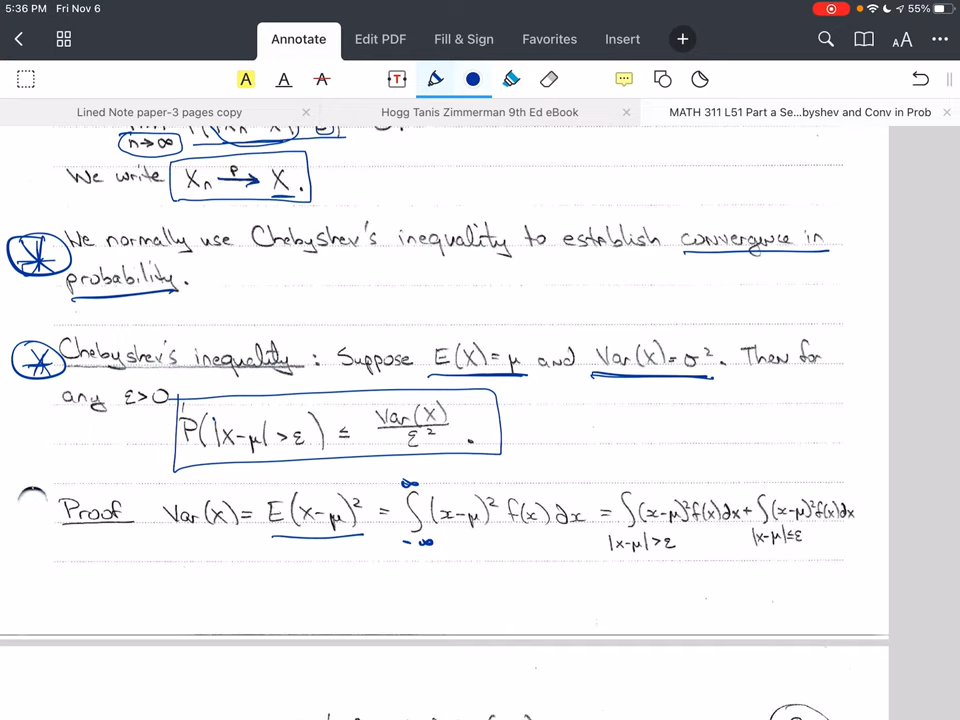 5:36 PM Fri Nov 6 55%
Annotate Edit PDF Fill & Sign Favorites Insert
A A A T
Lined Note paper-3 pages copy × Hogg Tanis Zimmerman 9th Ed eBook × MATH 311 L51 Part a Se...byshev and Conv in Prob ×
n→∞
We write Xₙ →ᵖ X .
We normally use Chebyshev's inequality to establish convergence in
probability.
Chebyshev's inequality : Suppose E(X)=μ and Var(X)=σ². Then for
any ε>0
P(|X-μ|>ε) ≤ Var(X)/ε² .
Proof Var(X)= E(X-μ)² = ∫_{-∞}^{∞} (x-μ)² f(x) dx = ∫_{|x-μ|>ε} (x-μ)² f(x) dx + ∫_{|x-μ|≤ε} (x-μ)² f(x) dx